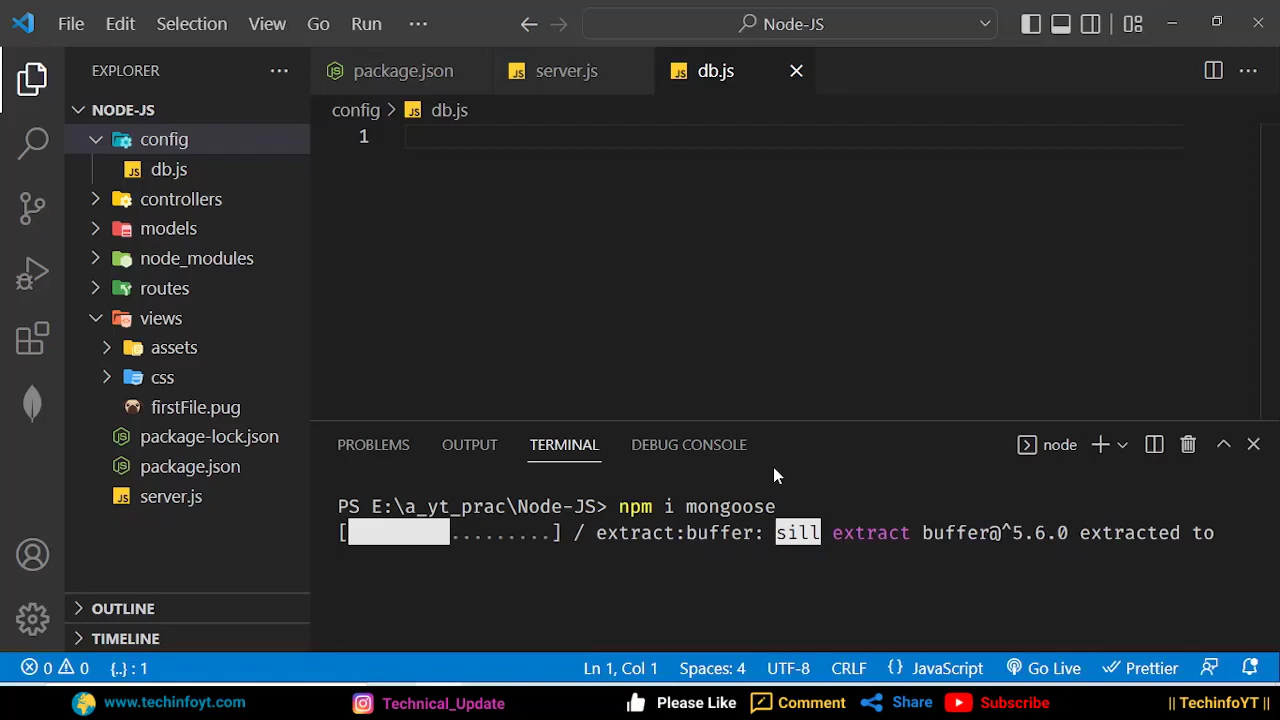 File Edit Selection View Go Run ··· Node-JS
EXPLORER ···
NODE-JS
config
db.js
controllers
models
node_modules
routes
views
assets
css
firstFile.pug
package-lock.json
package.json
server.js
OUTLINE
TIMELINE
package.json server.js db.js
config > db.js
1
PROBLEMS OUTPUT TERMINAL DEBUG CONSOLE node
PS E:\a_yt_prac\Node-JS> npm i mongoose
[ .........] / extract:buffer: sill extract buffer@^5.6.0 extracted to
0 0 {..} : 1 Ln 1, Col 1 Spaces: 4 UTF-8 CRLF {} JavaScript Go Live Prettier
www.techinfoyt.com Technical_Update Please Like Comment Share Subscribe || TechinfoYT ||